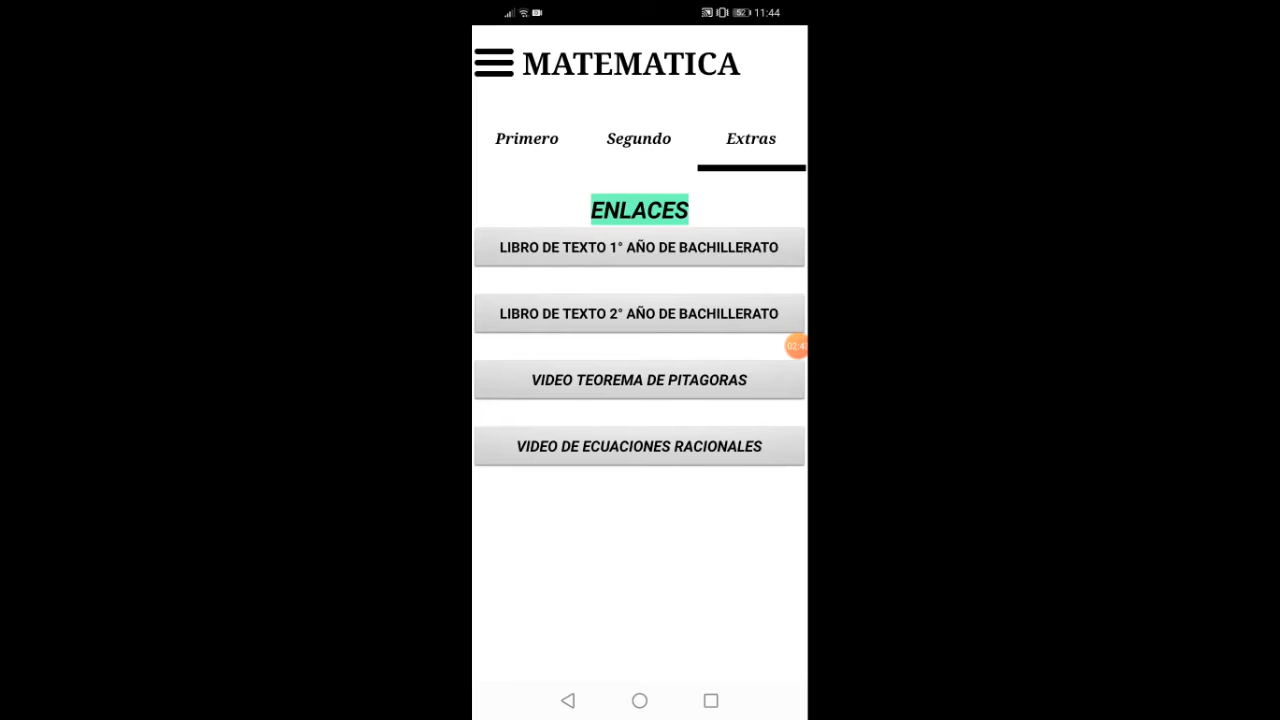 52 11:44
MATEMATICA
Primero Segundo Extras
ENLACES
LIBRO DE TEXTO 1° AÑO DE BACHILLERATO
LIBRO DE TEXTO 2° AÑO DE BACHILLERATO
VIDEO TEOREMA DE PITAGORAS
VIDEO DE ECUACIONES RACIONALES